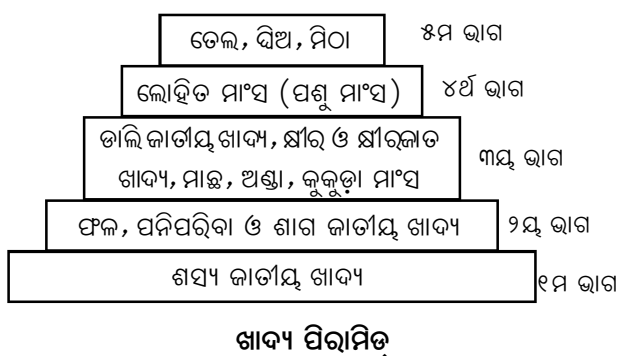 ତେଲ, ଘିଅ, ମିଠା
୫ମ ଭାଗ
ଲୋହିତ ମାଂସ (ପଶୁ ମାଂସ)
୪ର୍ଥ ଭାଗ
ଡାଲି ଜାତୀୟ ଖାଦ୍ୟ, କ୍ଷୀର ଓ କ୍ଷୀରଜାତ
ଖାଦ୍ୟ, ମାଛ, ଅଣ୍ଡା, କୁକୁଡ଼ା ମାଂସ
୩ୟ ଭାଗ
ଫଳ, ପନିପରିବା ଓ ଶାଗ ଜାତୀୟ ଖାଦ୍ୟ
୨ୟ ଭାଗ
ଶସ୍ୟ ଜାତୀୟ ଖାଦ୍ୟ
୧ମ ଭାଗ
ଖାଦ୍ୟ ପିରାମିଡ଼